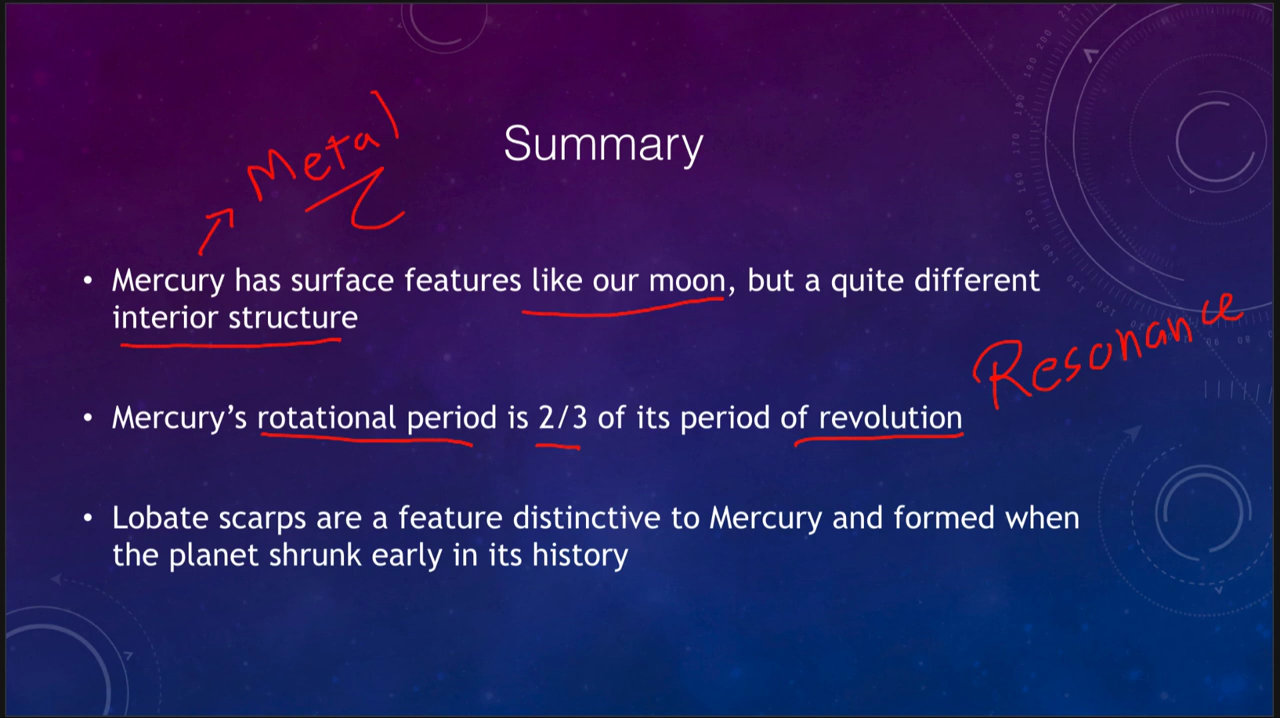 Summary
Metal
• Mercury has surface features like our moon, but a quite different
interior structure
Resonance
• Mercury's rotational period is 2/3 of its period of revolution
• Lobate scarps are a feature distinctive to Mercury and formed when
the planet shrunk early in its history